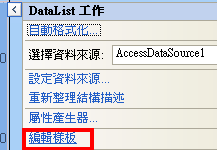 DataList 工作
自動格式化...
選擇資料來源: AccessDataSource1
設定資料來源...
重新整理結構描述
屬性產生器...
編輯樣板